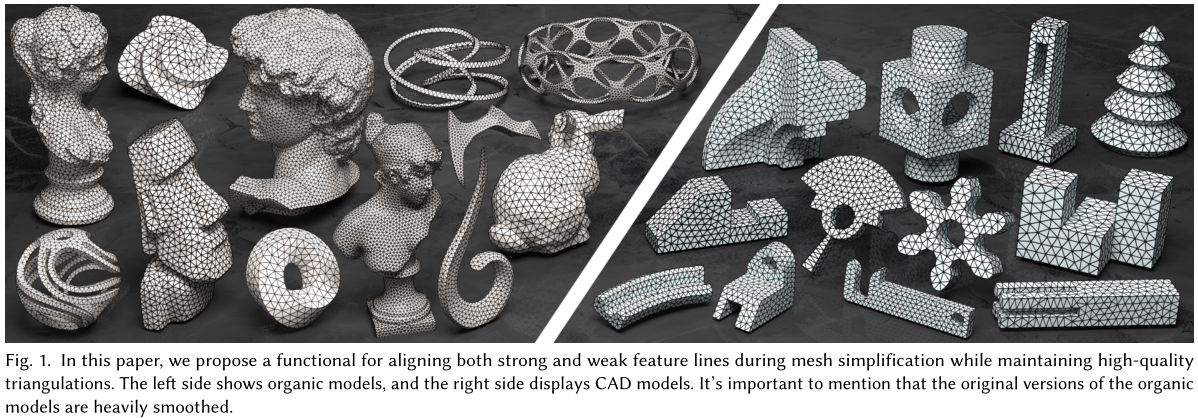 Fig. 1. In this paper, we propose a functional for aligning both strong and weak feature lines during mesh simplification while maintaining high-quality
triangulations. The left side shows organic models, and the right side displays CAD models. It's important to mention that the original versions of the organic
models are heavily smoothed.